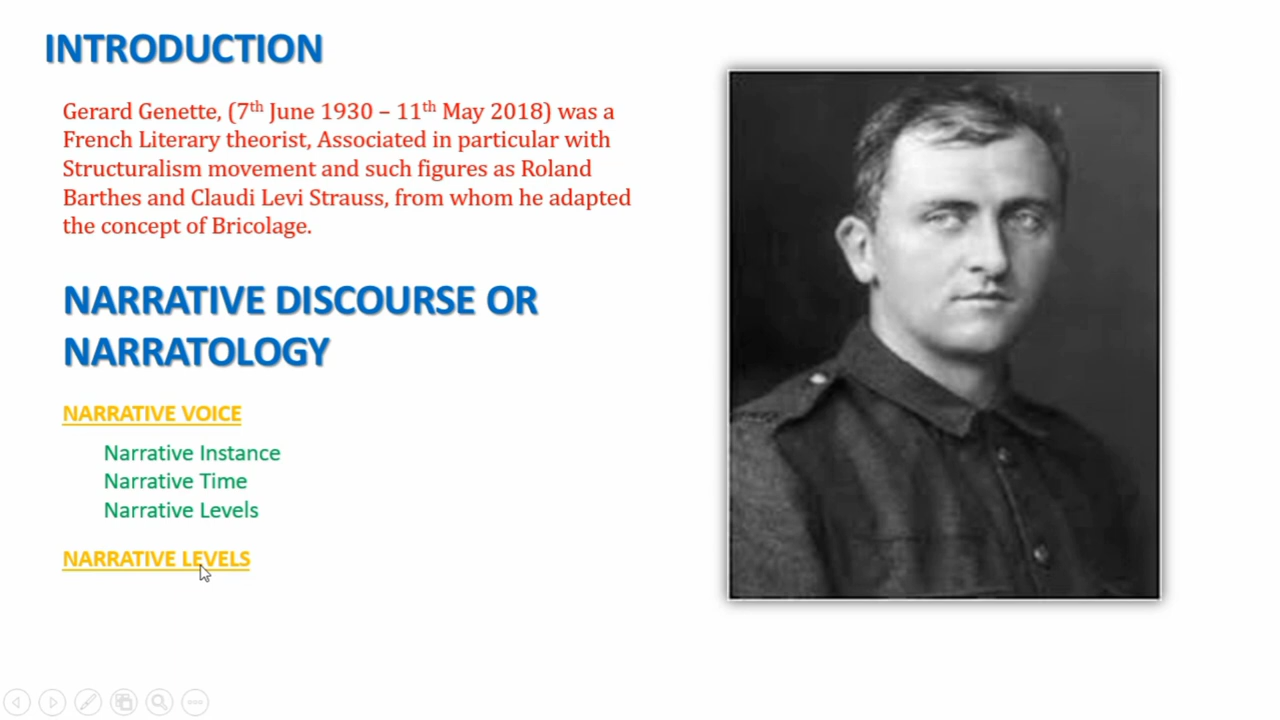 INTRODUCTION
Gerard Genette, (7th June 1930 – 11th May 2018) was a
French Literary theorist, Associated in particular with
Structuralism movement and such figures as Roland
Barthes and Claudi Levi Strauss, from whom he adapted
the concept of Bricolage.
NARRATIVE DISCOURSE OR
NARRATOLOGY
NARRATIVE VOICE
Narrative Instance
Narrative Time
Narrative Levels
NARRATIVE LEVELS